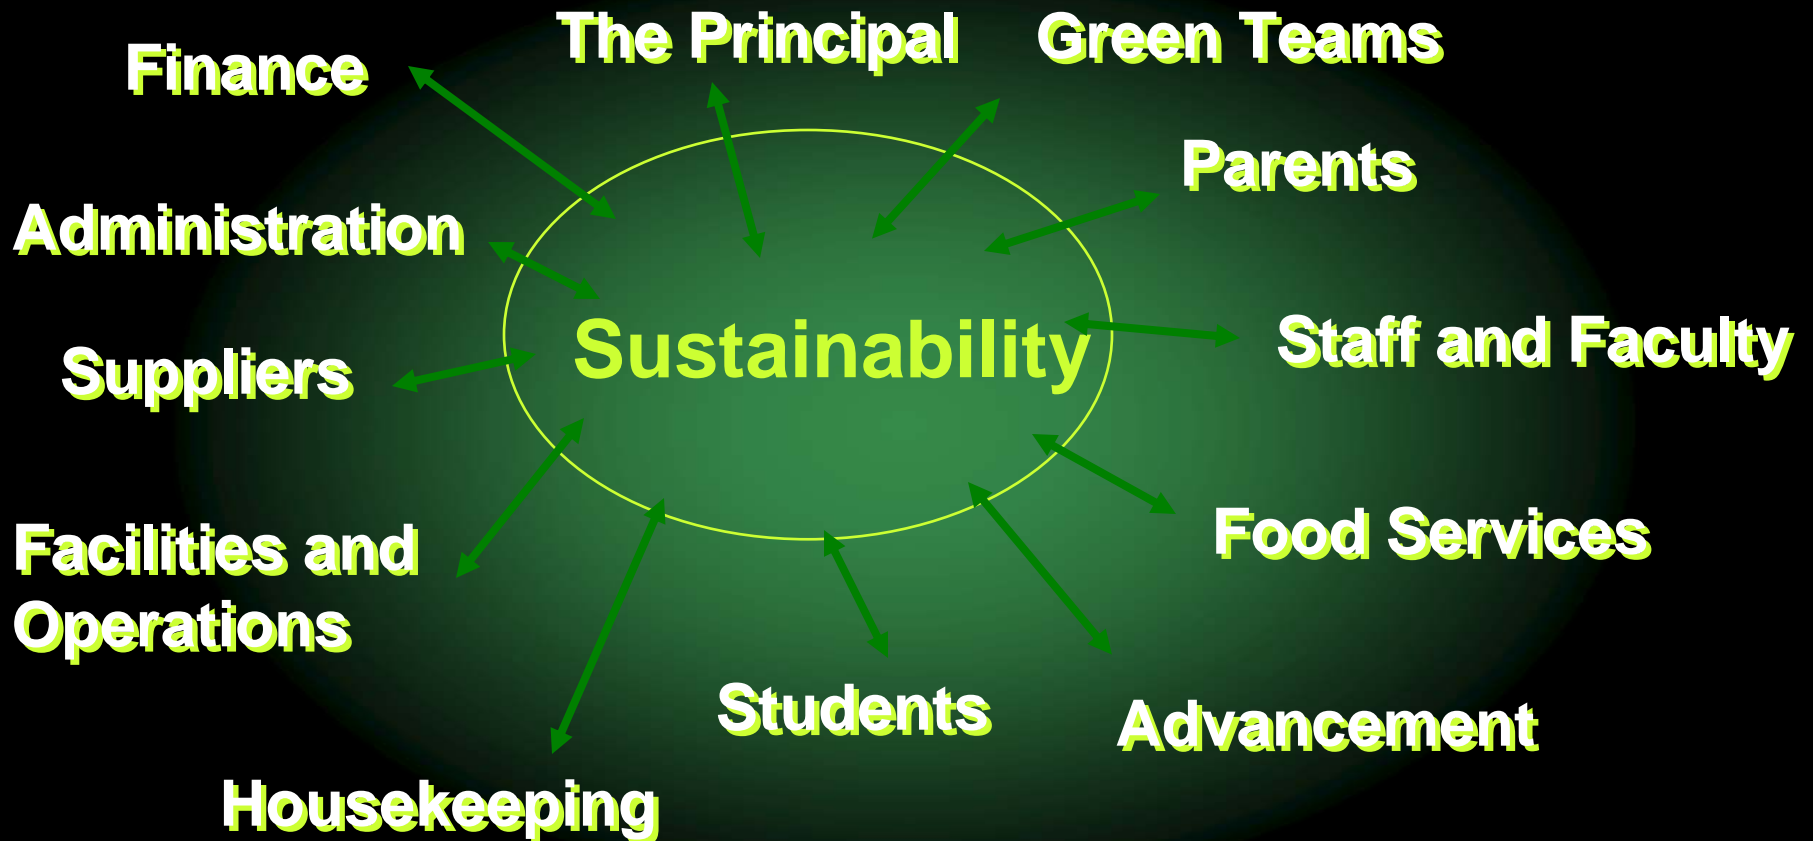 The Principal
Green Teams
Finance
Parents
Administration
Sustainability
Staff and Faculty
Suppliers
Facilities and
Operations
Food Services
Students
Advancement
Housekeeping